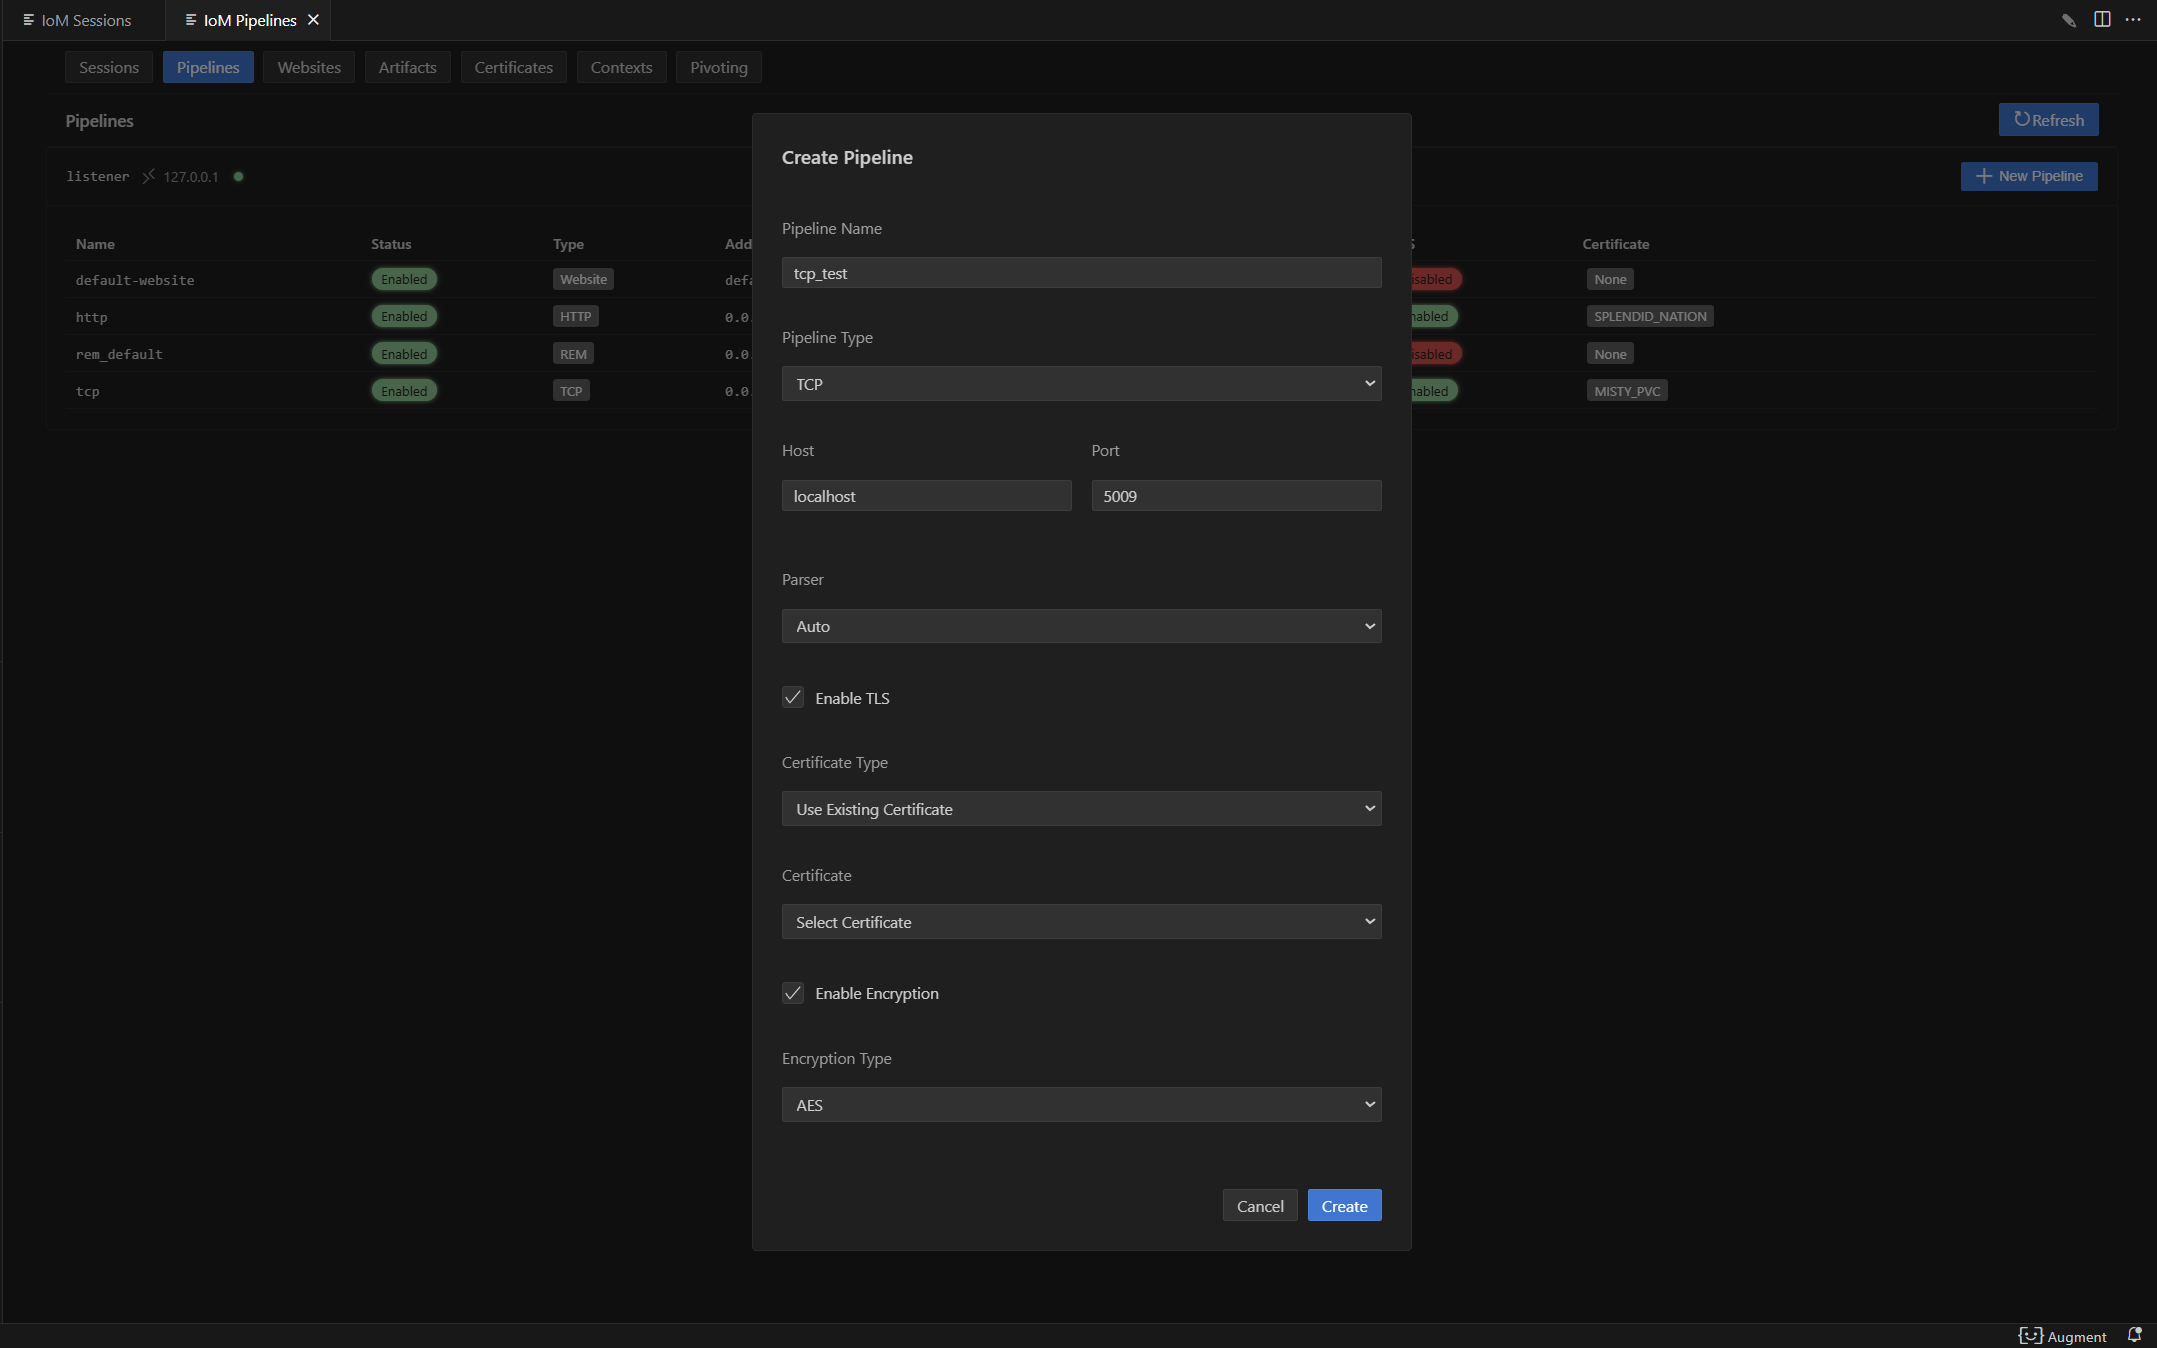 IoM Sessions
IoM Pipelines
Sessions
Pipelines
Websites
Artifacts
Certificates
Contexts
Pivoting
Pipelines
Refresh
listener
127.0.0.1
New Pipeline
Name Status Type Add S Certificate
default-website Enabled Website defa sabled None
http Enabled HTTP 0.0. nabled SPLENDID_NATION
rem_default Enabled REM 0.0. sabled None
tcp Enabled TCP 0.0. nabled MISTY_PVC
Create Pipeline
Pipeline Name
tcp_test
Pipeline Type
TCP
Host Port
localhost 5009
Parser
Auto
Enable TLS
Certificate Type
Use Existing Certificate
Certificate
Select Certificate
Enable Encryption
Encryption Type
AES
Cancel Create
Augment